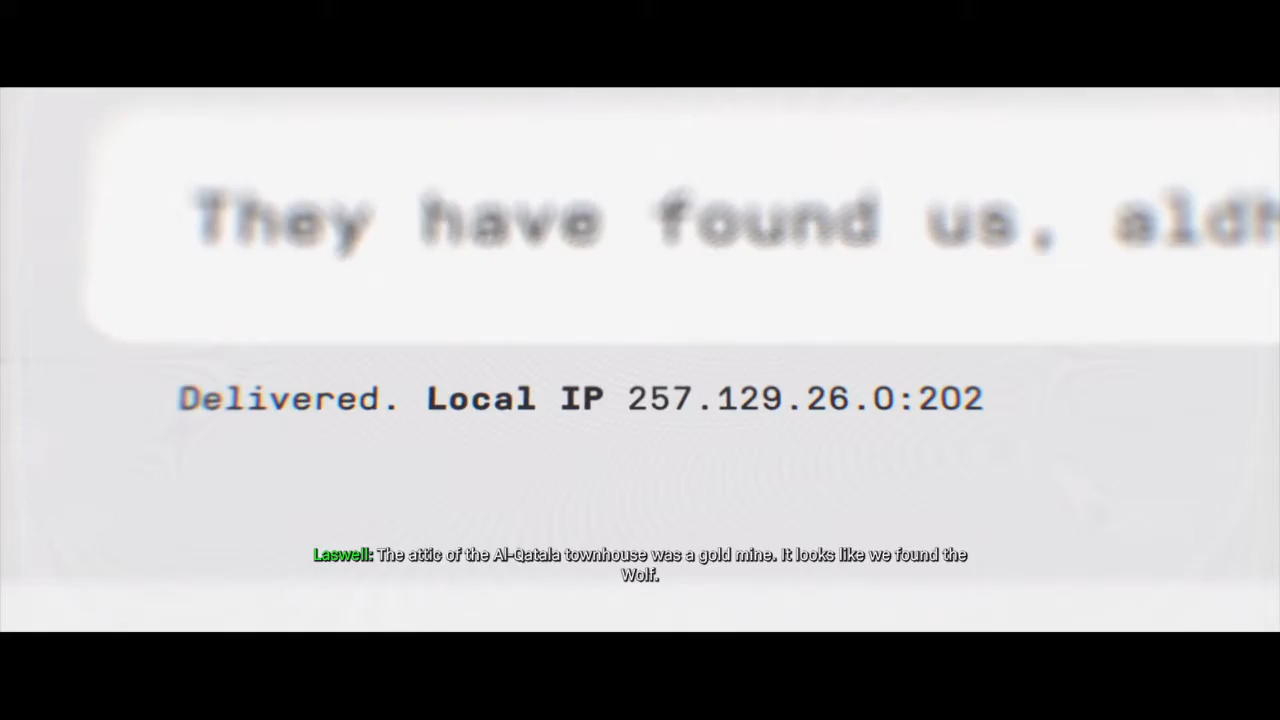 They have found us, aldh
Delivered. Local IP 257.129.26.0:202
Laswell: The attic of the Al-Qatala townhouse was a gold mine. It looks like we found the
Wolf.